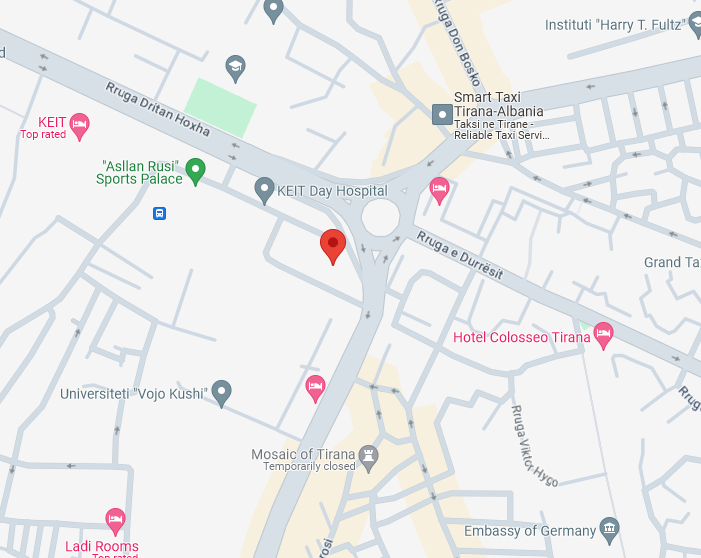 Rruga Don Bosko
Instituti "Harry T. Fultz"
Smart Taxi
Tirana-Albania
Taksi ne Tirane -
Reliable Taxi Servi...
Rruga Dritan Hoxha
KEIT
Top rated
"Asllan Rusi"
Sports Palace
KEIT Day Hospital
Rruga e Durrësit
Grand Ta
Hotel Colosseo Tirana
Universiteti "Vojo Kushi"
Rruga Viktor Hygo
Mosaic of Tirana
Temporarily closed
Embassy of Germany
Ladi Rooms
Top rated